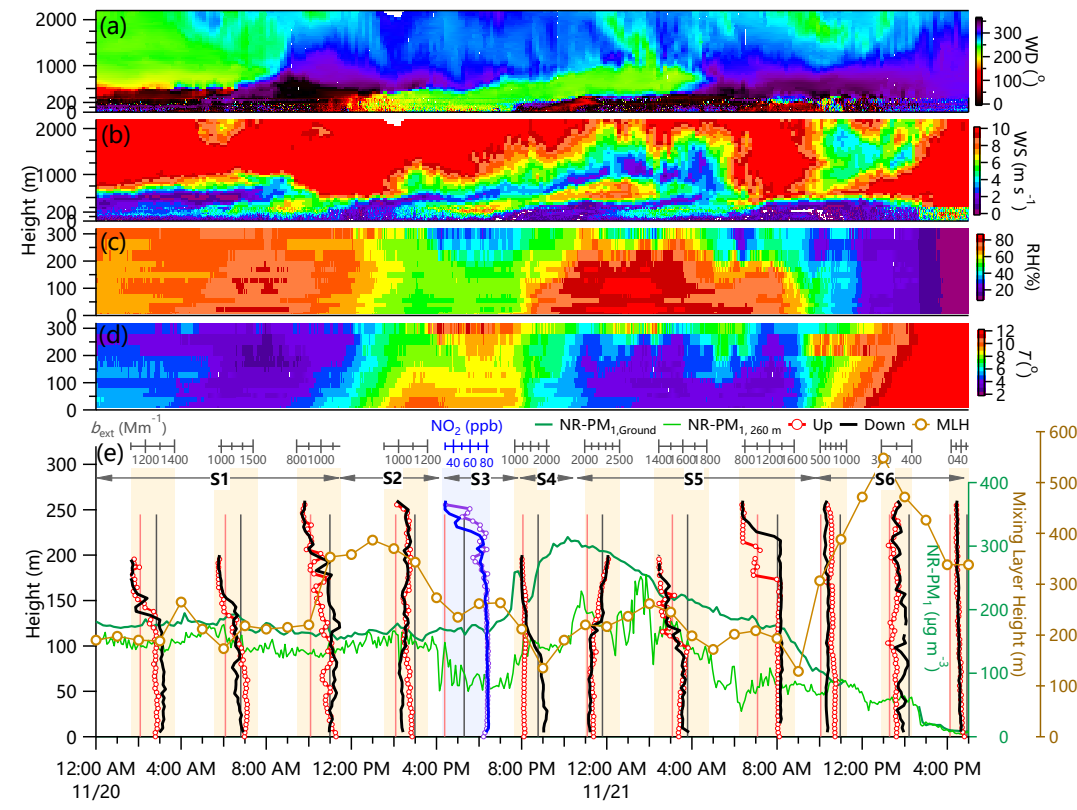 (a)
2000
1000
200
0
300
200
100
0
WD (°)
(b)
2000
1000
200
0
10
8
6
4
2
0
WS (m s⁻¹)
Height (m)
(c)
300
200
100
0
80
60
40
20
RH(%)
(d)
300
200
100
0
12
10
8
6
4
2
T°
b_ext (Mm⁻¹)
NO₂ (ppb)
NR-PM₁,Ground
NR-PM₁, 260 m
Up
Down
MLH
(e)
1200 1400
1000 1500
800 1000
1000 1200
40 60 80
1000 2000
2000 2500
1400 1600 1800
800 1200 1600
500 1000
400
0 40
S1
S2
S3
S4
S5
S6
300
250
200
150
100
50
0
Height (m)
400
300
200
100
0
NR-PM₁ (µg m⁻³)
600
500
400
300
200
100
0
Mixing Layer Height (m)
12:00 AM 4:00 AM 8:00 AM 12:00 PM 4:00 PM 8:00 PM 12:00 AM 4:00 AM 8:00 AM 12:00 PM 4:00 PM
11/20 11/21